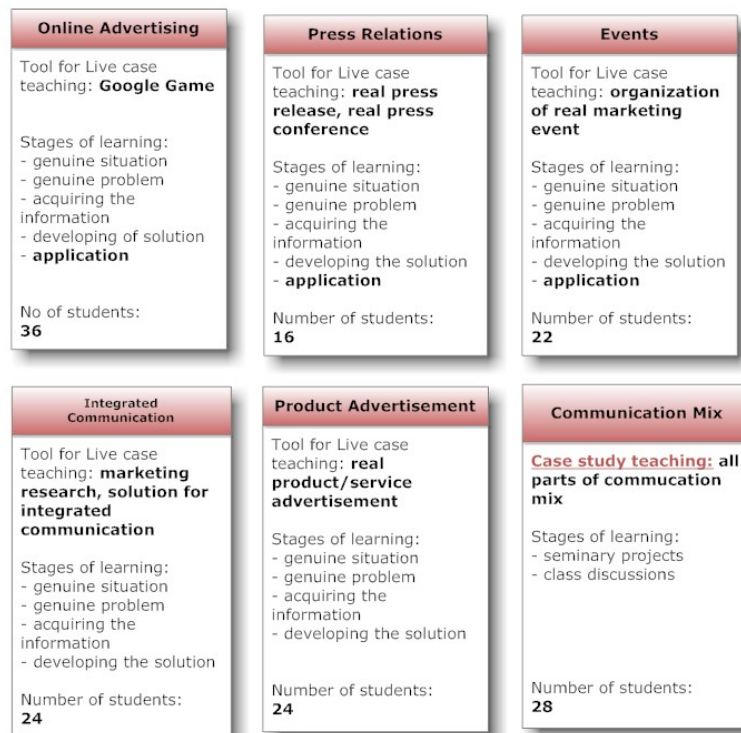 Online Advertising
Tool for Live case
teaching: Google Game
Stages of learning:
- genuine situation
- genuine problem
- acquiring the
information
- developing of solution
- application
No of students:
36
Press Relations
Tool for Live case
teaching: real press
release, real press
conference
Stages of learning:
- genuine situation
- genuine problem
- acquiring the
information
- developing the solution
- application
Number of students:
16
Events
Tool for Live case
teaching: organization
of real marketing
event
Stages of learning:
- genuine situation
- genuine problem
- acquiring the
information
- developing the solution
- application
Number of students:
22
Integrated
Communication
Tool for Live case
teaching: marketing
research, solution for
integrated
communication
Stages of learning:
- genuine situation
- genuine problem
- acquiring the
information
- developing the solution
Number of students:
24
Product Advertisement
Tool for Live case
teaching: real
product/service
advertisement
Stages of learning:
- genuine situation
- genuine problem
- acquiring the
information
- developing the solution
Number of students:
24
Communication Mix
Case study teaching: all
parts of commucation
mix
Stages of learning:
- seminary projects
- class discussions
Number of students:
28